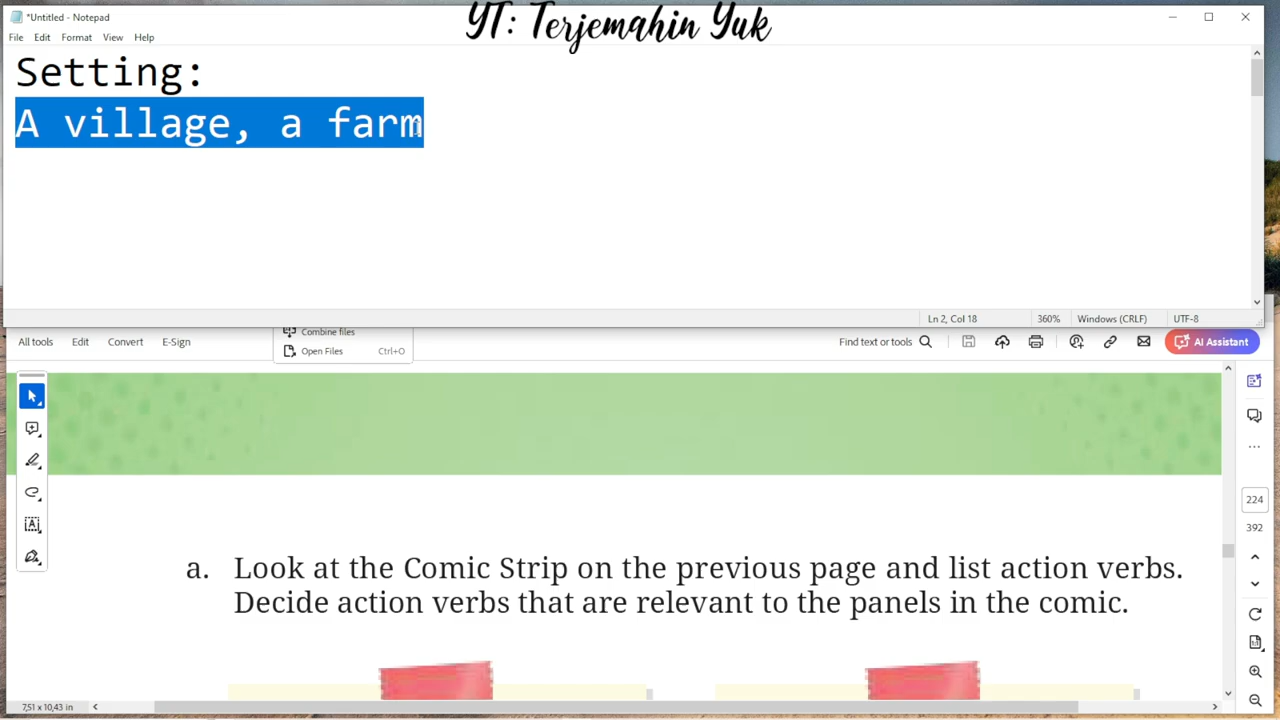 *Untitled - Notepad
YT: Terjemahin Yuk
File Edit Format View Help
Setting:
A village, a farm
Ln 2, Col 18 360% Windows (CRLF) UTF-8
Combine files
All tools Edit Convert E-Sign Find text or tools AI Assistant
Open Files Ctrl+O
224
392
a. Look at the Comic Strip on the previous page and list action verbs.
Decide action verbs that are relevant to the panels in the comic.
7,51 x 10,43 in